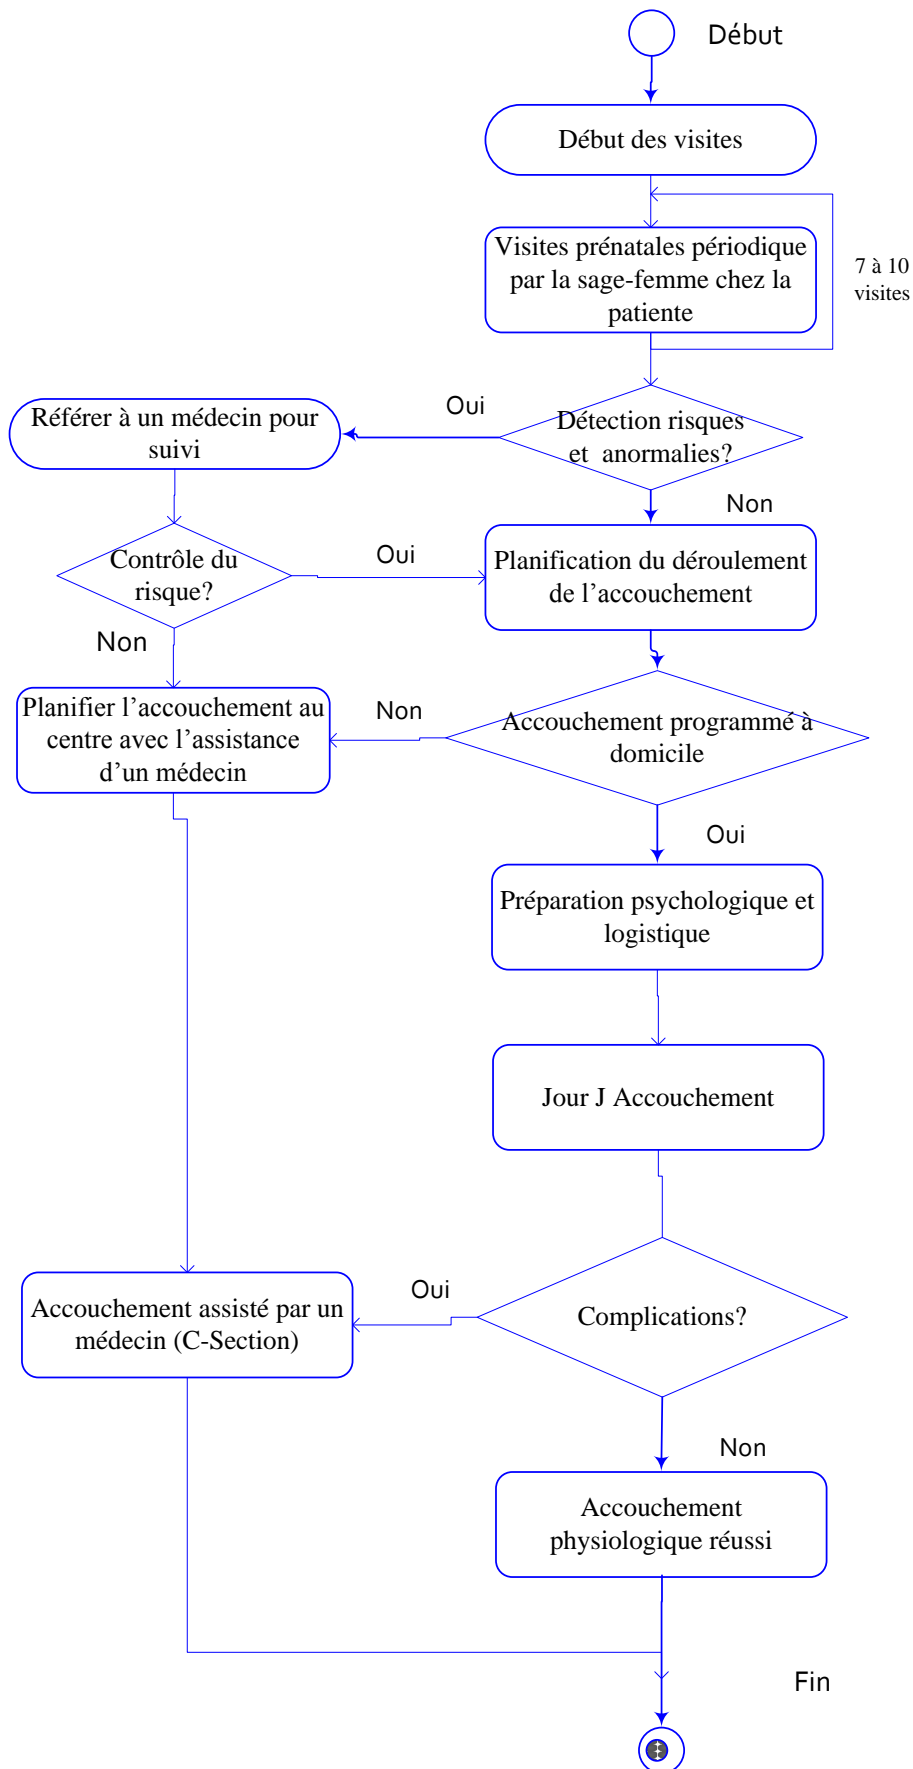 Début
Début des visites
Visites prénatales périodique
par la sage-femme chez la
patiente
7 à 10
visites
Oui
Détection risques
et anormalies?
Référer à un médecin pour
suivi
Non
Contrôle du
risque?
Oui
Planification du déroulement
de l’accouchement
Non
Planifier l’accouchement au
centre avec l’assistance
d’un médecin
Non
Accouchement programmé à
domicile
Oui
Préparation psychologique et
logistique
Jour J Accouchement
Accouchement assisté par un
médecin (C-Section)
Oui
Complications?
Non
Accouchement
physiologique réussi
Fin